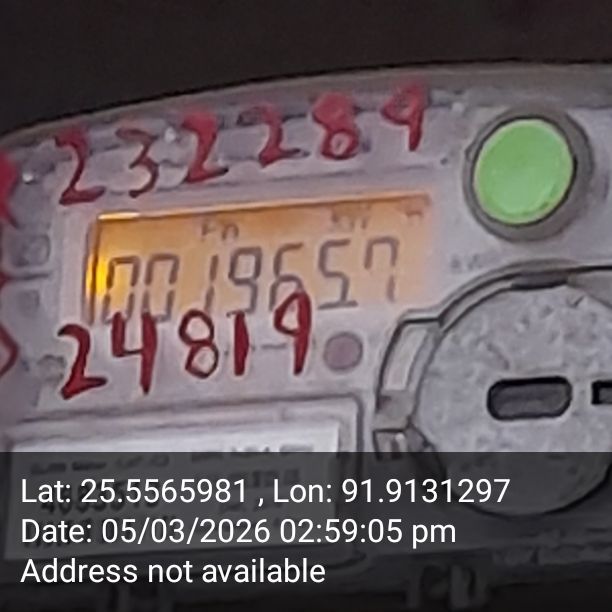 232289
0019657
24819
Lat: 25.5565981 , Lon: 91.9131297
Date: 05/03/2026 02:59:05 pm
Address not available